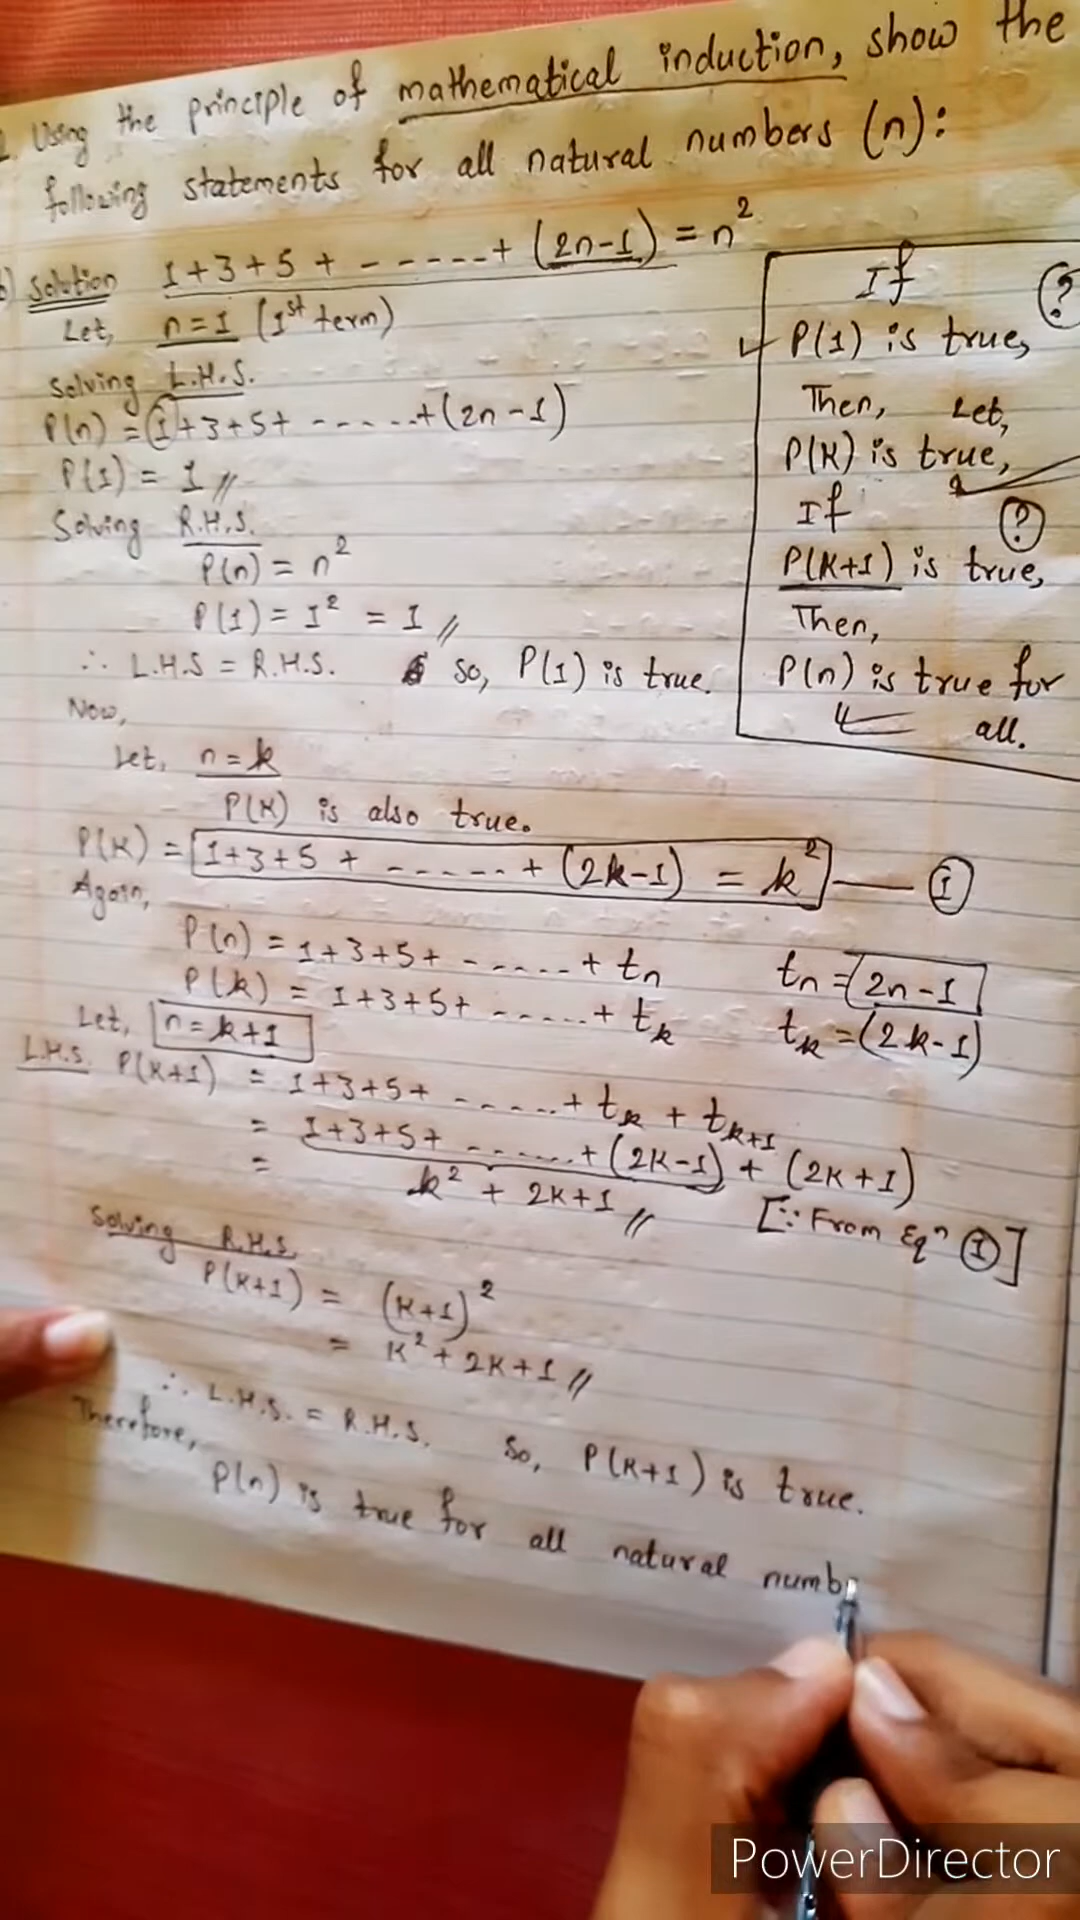 2. Using the principle of mathematical induction, show the
following statements for all natural numbers (n):
b) Solution 1+3+5+ - - - - - .. + (2n-1) = n²
Let, n=1 (1st term)
Solving L.H.S.
P(n) = 1+3+5+ - - - - - .. + (2n-1)
P(1) = 1 //
Solving R.H.S.
P(n) = n²
P(1) = 1² = 1 //
∴ L.H.S = R.H.S. So, P(1) is true.
If ?
P(1) is true,
Then, Let,
P(K) is true,
If ?
P(K+1) is true,
Then,
P(n) is true for
all.
Now,
Let, n=k
P(K) is also true.
P(K) = 1+3+5+ - - - - - .. + (2k-1) = k² —— ①
Again,
P(n) = 1+3+5+ - - - - - .. + tn tn = (2n-1
P(k) = 1+3+5+ - - - - - .. + tk tk = (2k-1)
Let, n=k+1
L.H.S. P(K+1) = 1+3+5+ - - - - - .. + tk + tk+1
= 1+3+5+ - - - - - .. + (2K-1) + (2K+1)
= k² + 2K+1 // [∵ From Eqn ①]
Solving R.H.S.
P(K+1) = (K+1)²
= K²+2K+1 //
∴ L.H.S. = R.H.S. So, P(K+1) is true.
Therefore,
P(n) is true for all natural numb
PowerDirector